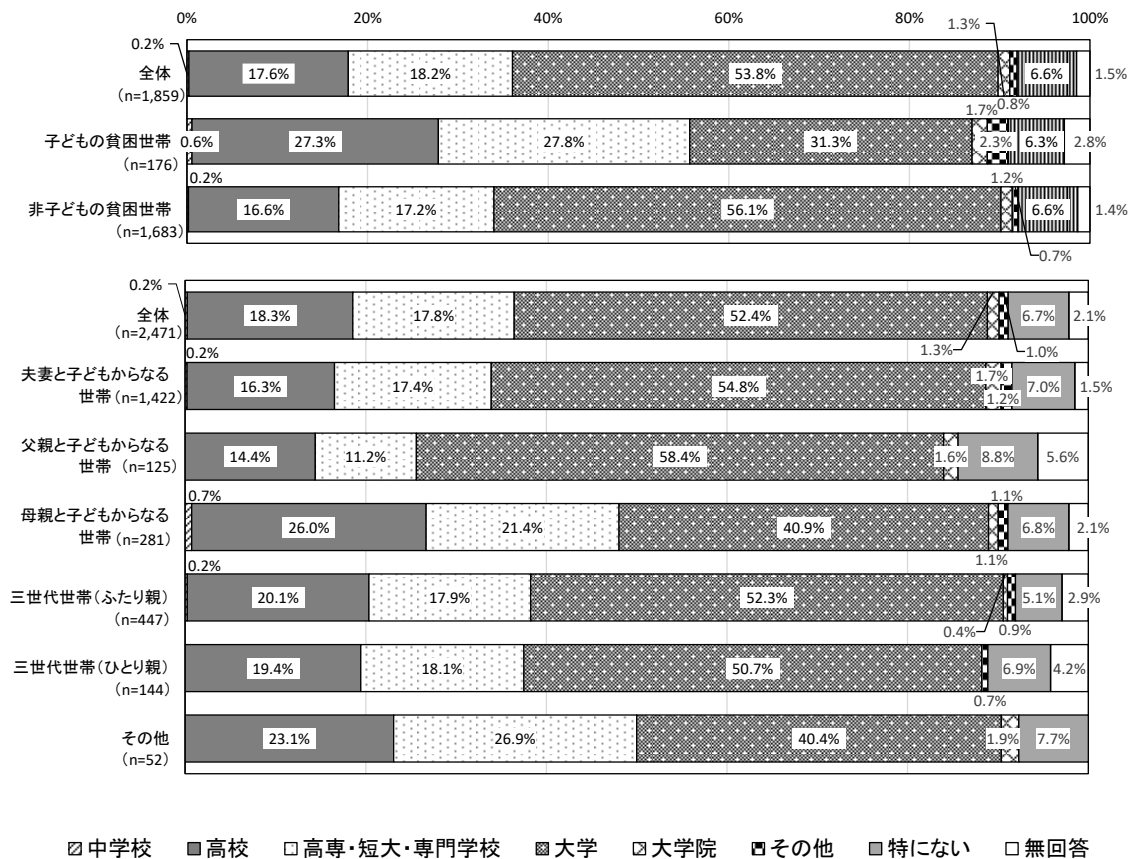 0% 20% 40% 60% 80% 100%
1.3%
0.2%
全体
(n=1,859)
17.6% 18.2% 53.8% 6.6% 1.5%
0.8%
1.7%
子どもの貧困世帯
(n=176)
0.6% 27.3% 27.8% 31.3% 2.3% 6.3% 2.8%
0.2% 1.2%
非子どもの貧困世帯
(n=1,683)
16.6% 17.2% 56.1% 6.6% 1.4%
0.7%
0.2%
全体
(n=2,471)
18.3% 17.8% 52.4% 6.7% 2.1%
1.3% 1.0%
0.2%
夫妻と子どもからなる
世帯 (n=1,422)
16.3% 17.4% 54.8% 1.7% 1.2% 7.0% 1.5%
父親と子どもからなる
世帯 (n=125)
14.4% 11.2% 58.4% 1.6% 8.8% 5.6%
0.7% 1.1%
母親と子どもからなる
世帯 (n=281)
26.0% 21.4% 40.9% 6.8% 2.1%
1.1%
0.2%
三世代世帯(ふたり親)
(n=447)
20.1% 17.9% 52.3% 5.1% 2.9%
0.4% 0.9%
三世代世帯(ひとり親)
(n=144)
19.4% 18.1% 50.7% 6.9% 4.2%
0.7%
その他
(n=52)
23.1% 26.9% 40.4% 1.9% 7.7%
中学校 高校 高専・短大・専門学校 大学 大学院 その他 特にない 無回答